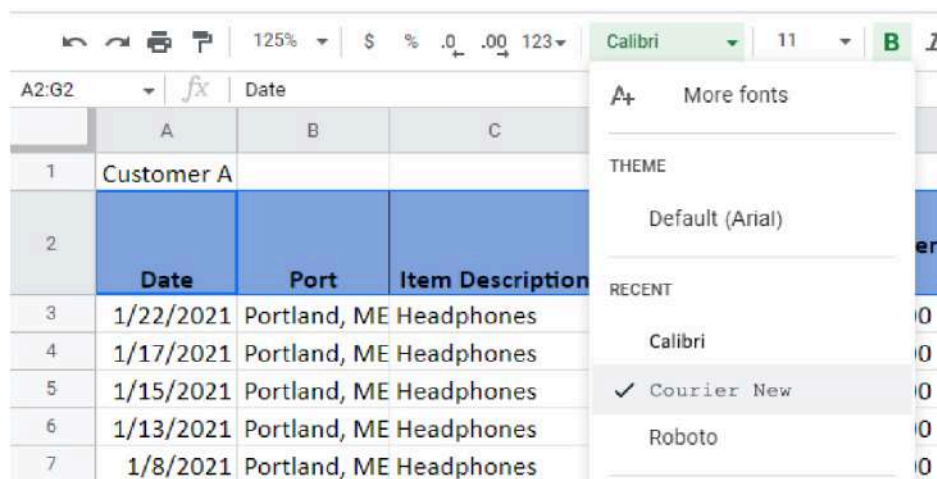 125% $ % .0 .00 123 Calibri 11 B I
A2:G2 fx Date
More fonts
A B C
THEME
1 Customer A
Default (Arial)
2 Date Port Item Description
RECENT
3 1/22/2021 Portland, ME Headphones
Calibri
4 1/17/2021 Portland, ME Headphones
5 1/15/2021 Portland, ME Headphones
Courier New
6 1/13/2021 Portland, ME Headphones
Roboto
7 1/8/2021 Portland, ME Headphones